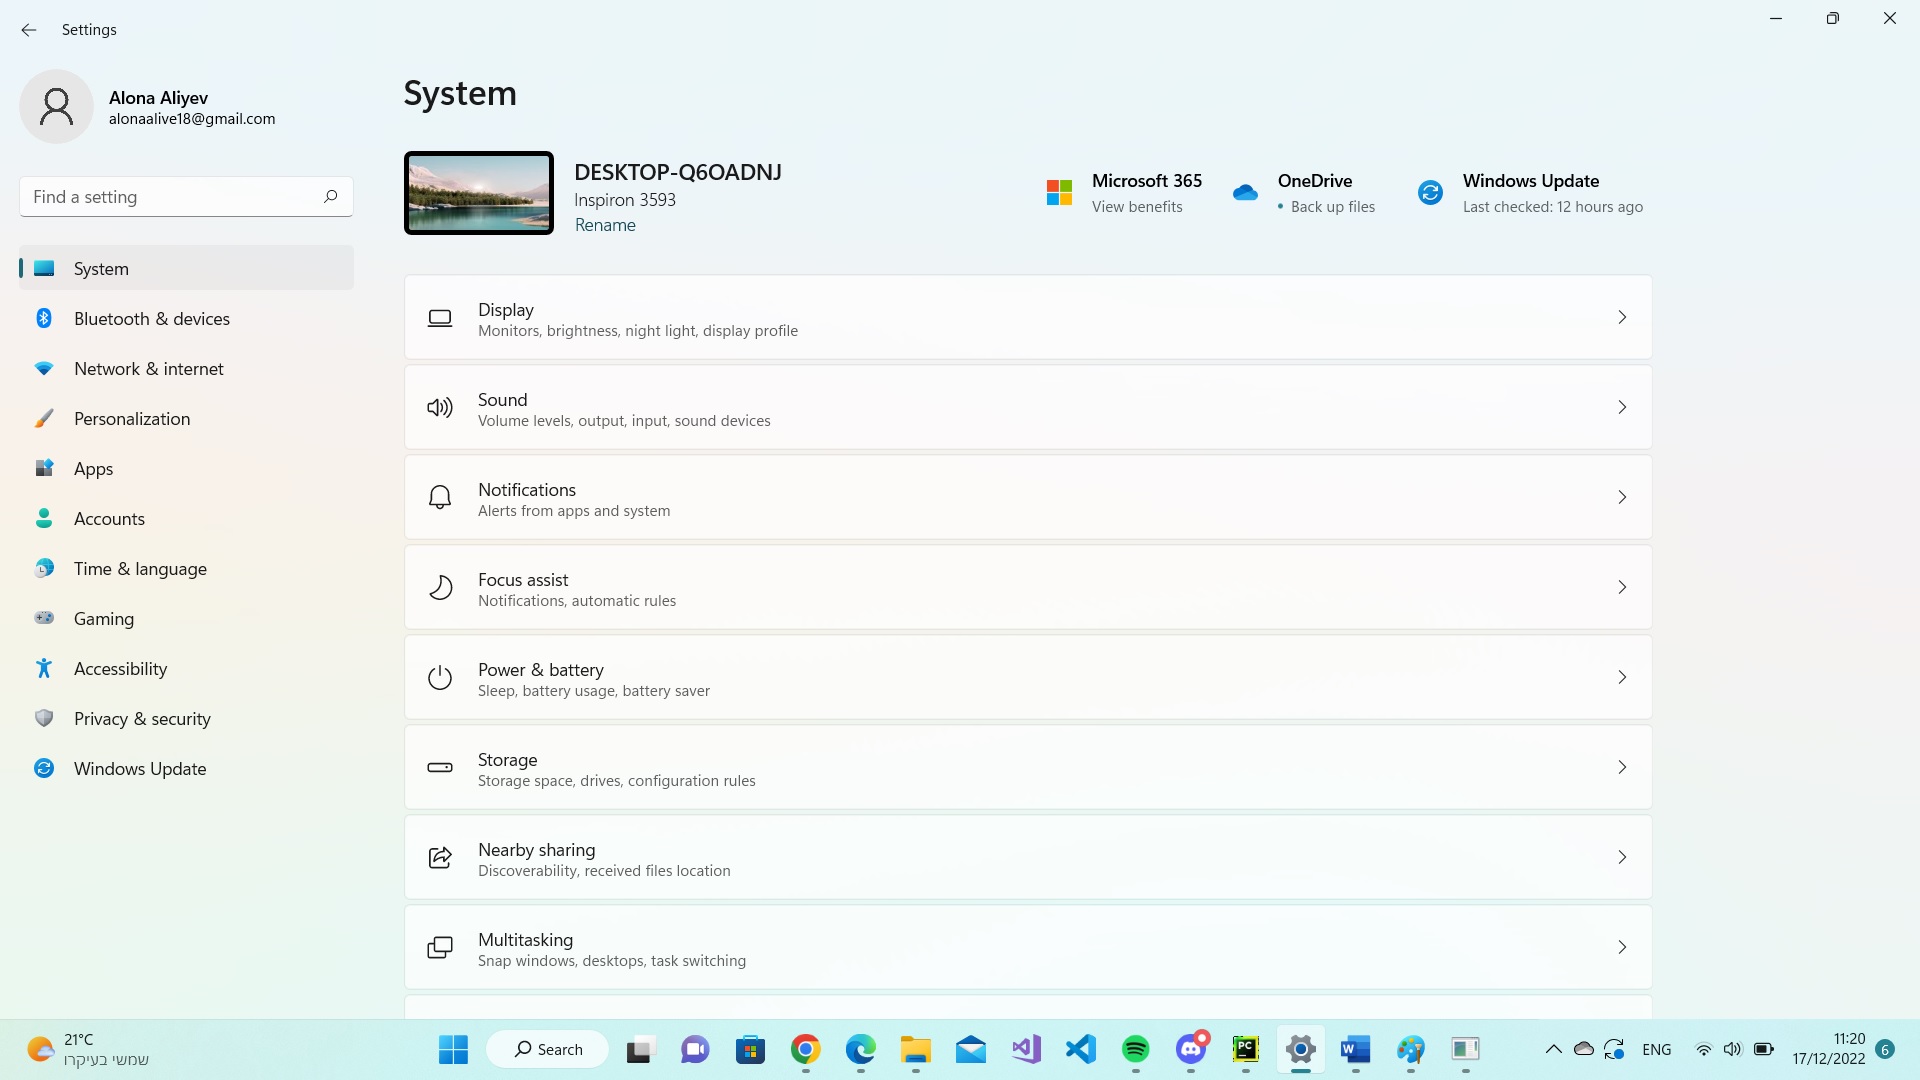 Settings
Alona Aliyev
alonaalive18@gmail.com
Find a setting
System
Bluetooth & devices
Network & internet
Personalization
Apps
Accounts
Time & language
Gaming
Accessibility
Privacy & security
Windows Update
System
DESKTOP-Q6OADNJ
Inspiron 3593
Rename
Microsoft 365
View benefits
OneDrive
• Back up files
Windows Update
Last checked: 12 hours ago
Display
Monitors, brightness, night light, display profile
Sound
Volume levels, output, input, sound devices
Notifications
Alerts from apps and system
Focus assist
Notifications, automatic rules
Power & battery
Sleep, battery usage, battery saver
Storage
Storage space, drives, configuration rules
Nearby sharing
Discoverability, received files location
Multitasking
Snap windows, desktops, task switching
21°C
שמשי בעיקרו
Search
PC
W
ENG
11:20
17/12/2022
6